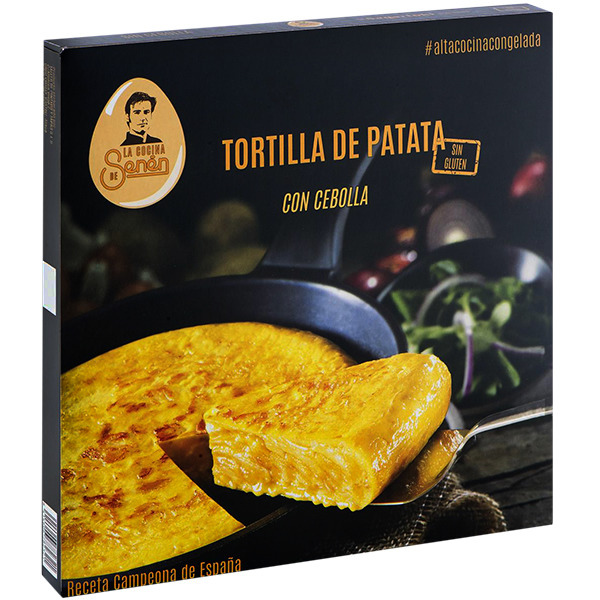 #altacocinacongelada
LA COCINA
DE Senén
TORTILLA DE PATATA
SIN
GLUTEN
CON CEBOLLA
Receta Campeona de España